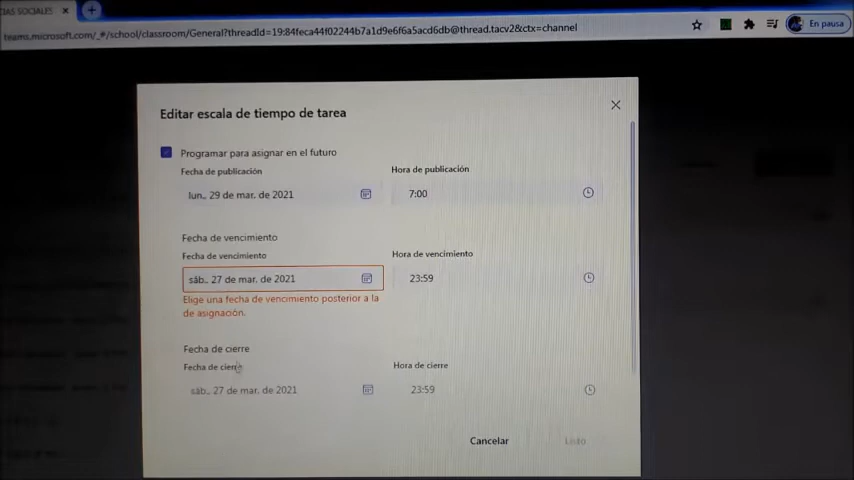 IAS SOCIALES
teams.microsoft.com/_#/school/classroom/General?threadId=19:84feca44f02244b7a1d9e6f6a5acd6db@thread.tacv2&ctx=channel
En pausa
Editar escala de tiempo de tarea
Programar para asignar en el futuro
Fecha de publicación Hora de publicación
lun., 29 de mar. de 2021 7:00
Fecha de vencimiento
Fecha de vencimiento Hora de vencimiento
sáb., 27 de mar. de 2021 23:59
Elige una fecha de vencimiento posterior a la
de asignación.
Fecha de cierre
Fecha de cierre Hora de cierre
sáb., 27 de mar. de 2021 23:59
Cancelar Listo